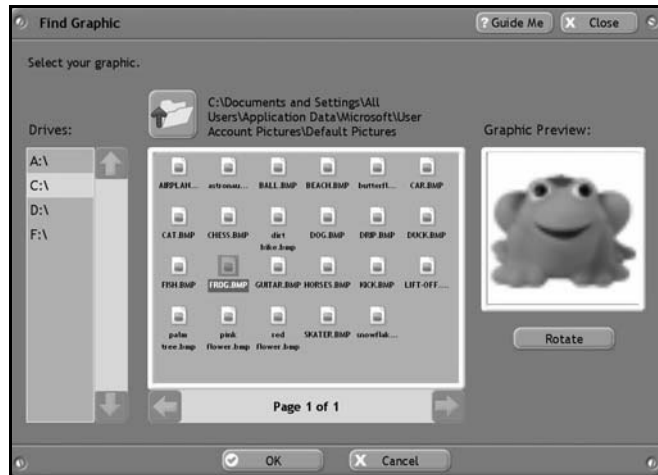 Find Graphic
? Guide Me
X Close
Select your graphic.
C:\Documents and Settings\All
Users\Application Data\Microsoft\User
Account Pictures\Default Pictures
Drives:
Graphic Preview:
A:\
C:\
D:\
F:\
AIRPLAN... astronau... BALL.BMP BEACH.BMP butterfl... CAR.BMP
CAT.BMP CHESS.BMP dirt bike.bmp DOG.BMP DRIP.BMP DUCK.BMP
FISH.BMP FROG.BMP GUITAR.BMP HORSES.BMP KICK.BMP LIFT-OFF....
palm tree.bmp pink flower.bmp red flower.bmp SKATER.BMP snowflak...
Rotate
Page 1 of 1
OK
X Cancel